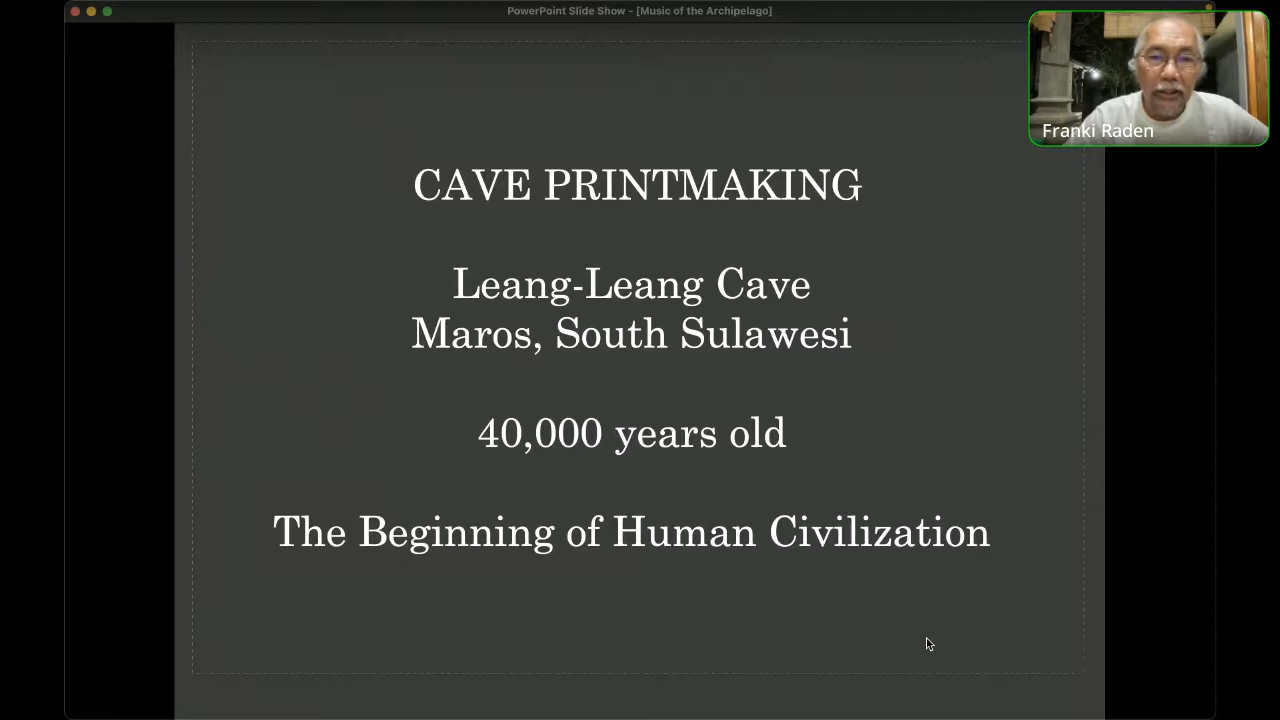 PowerPoint Slide Show - [Music of the Archipelago]
Franki Raden
CAVE PRINTMAKING
Leang-Leang Cave
Maros, South Sulawesi
40,000 years old
The Beginning of Human Civilization